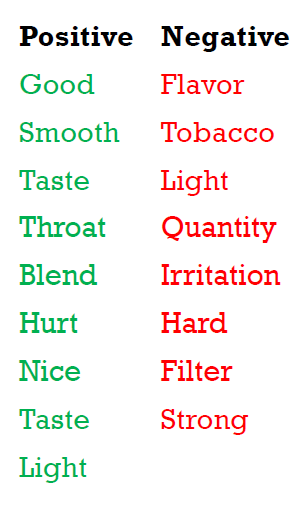 Positive Negative
Good Flavor
Smooth Tobacco
Taste Light
Throat Quantity
Blend Irritation
Hurt Hard
Nice Filter
Taste Strong
Light